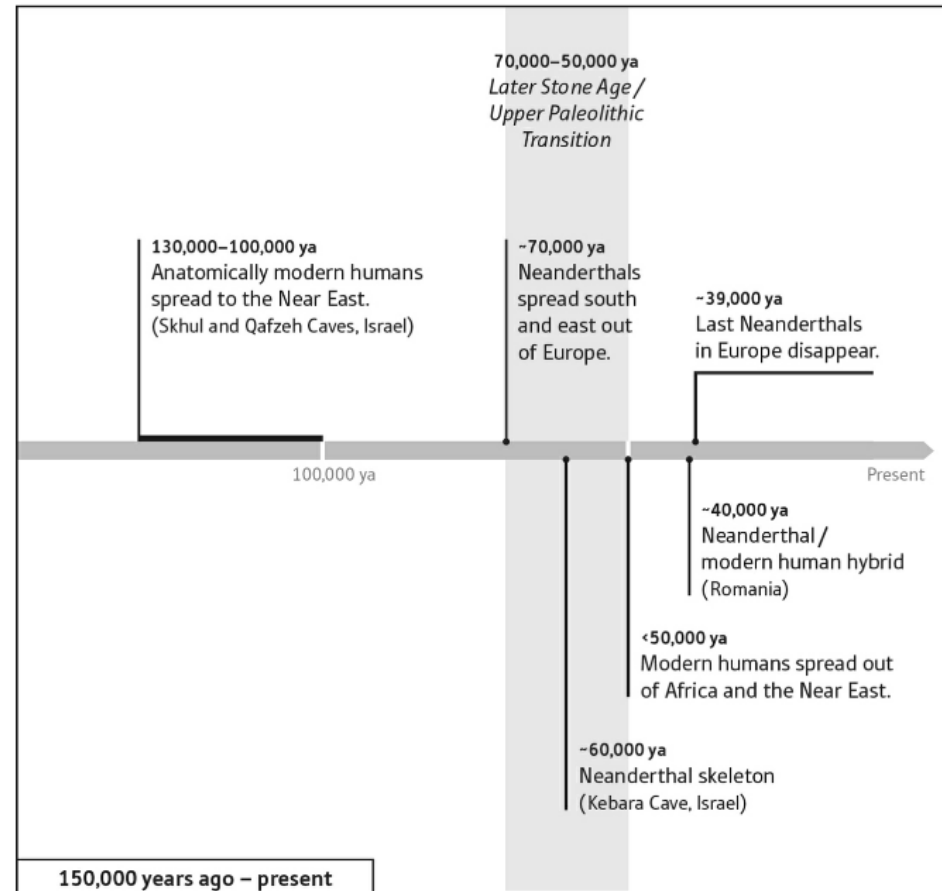 70,000–50,000 ya
Later Stone Age /
Upper Paleolithic
Transition
130,000–100,000 ya
Anatomically modern humans
spread to the Near East.
(Skhul and Qafzeh Caves, Israel)
~70,000 ya
Neanderthals
spread south
and east out
of Europe.
~39,000 ya
Last Neanderthals
in Europe disappear.
100,000 ya
Present
~40,000 ya
Neanderthal /
modern human hybrid
(Romania)
<50,000 ya
Modern humans spread out
of Africa and the Near East.
~60,000 ya
Neanderthal skeleton
(Kebara Cave, Israel)
150,000 years ago – present